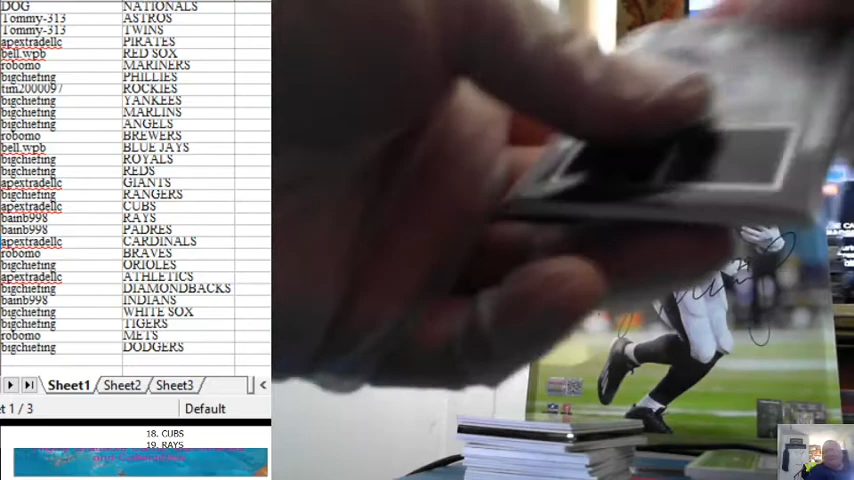 DOG NATIONALS
Tommy-313 ASTROS
Tommy-313 TWINS
apextradellc PIRATES
bell.wpb RED SOX
robomo MARINERS
bigchiefing PHILLIES
tim2000097 ROCKIES
bigchiefing YANKEES
bigchiefing MARLINS
bigchiefing ANGELS
robomo BREWERS
bell.wpb BLUE JAYS
bigchiefing ROYALS
bigchiefing REDS
apextradellc GIANTS
bigchiefing RANGERS
apextradellc CUBS
bainb998 RAYS
bainb998 PADRES
apextradellc CARDINALS
robomo BRAVES
bigchiefing ORIOLES
apextradellc ATHLETICS
bigchiefing DIAMONDBACKS
bainb998 INDIANS
bigchiefing WHITE SOX
bigchiefing TIGERS
robomo METS
bigchiefing DODGERS
Sheet1 Sheet2 Sheet3
t 1 / 3 Default
18. CUBS
19. RAYS